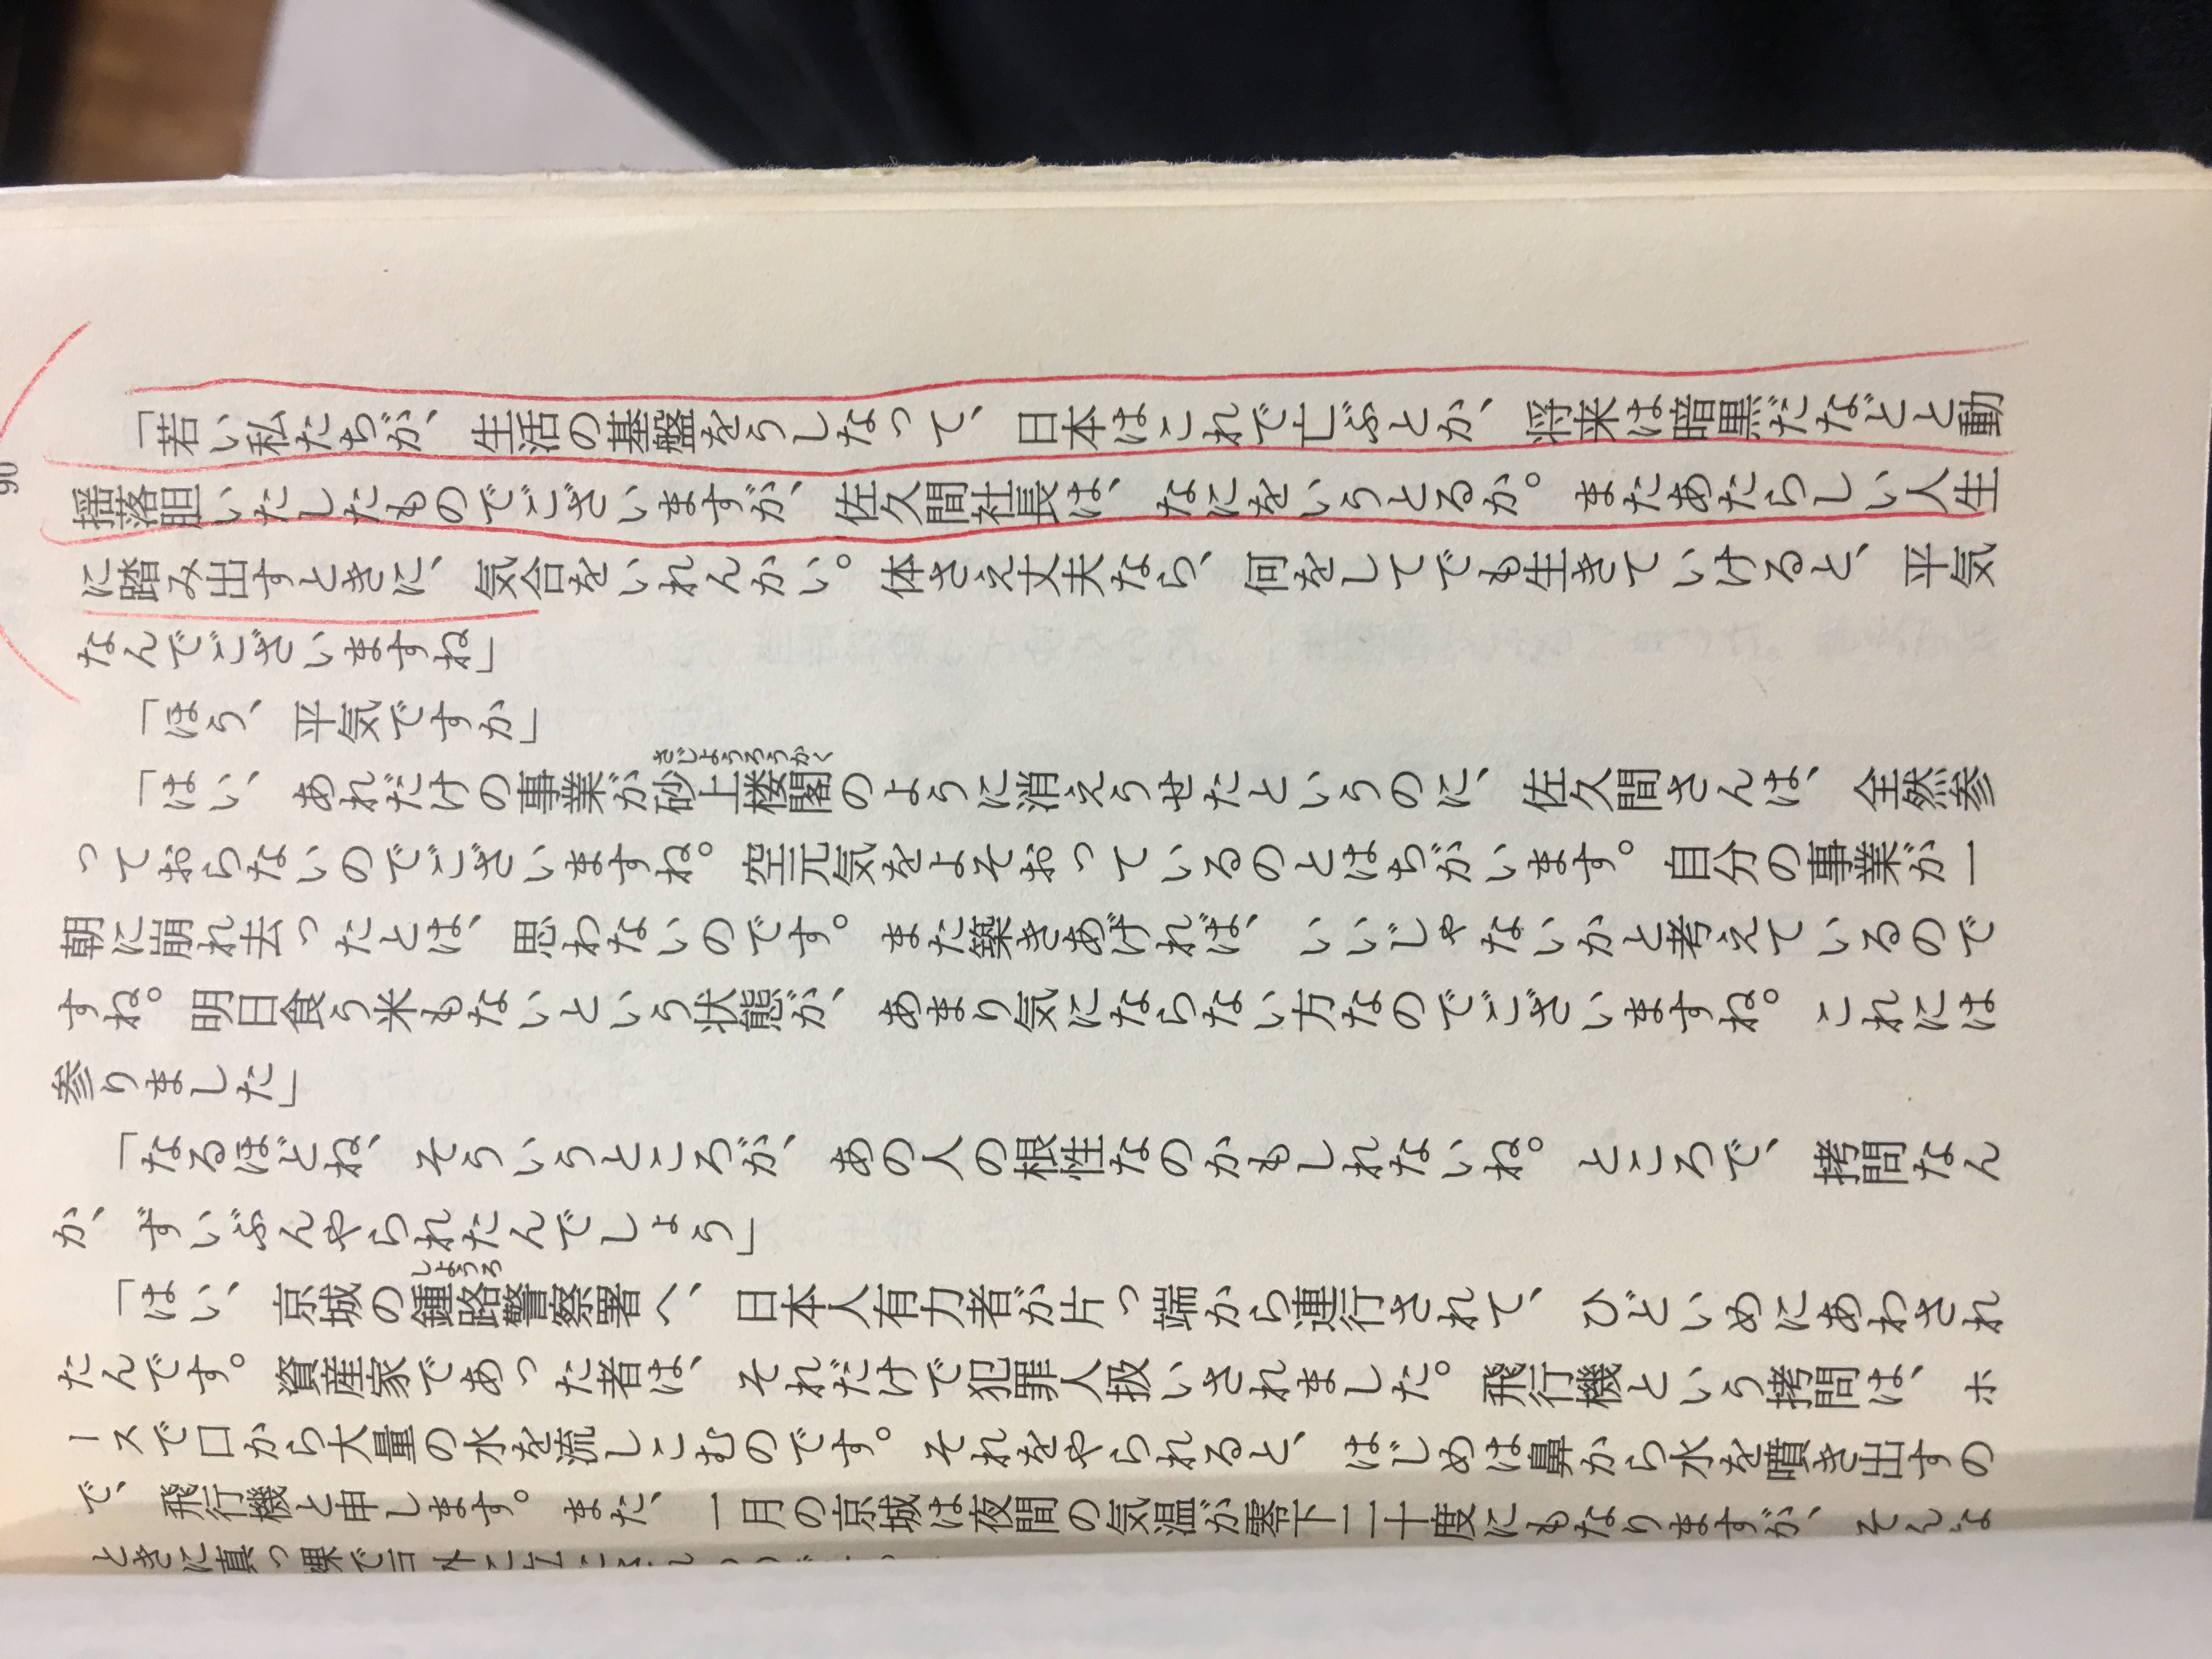 90
「若い私たちが、生活の基盤をうしなって、日本はこれで亡ぶとか、将来は暗黒だなどと動
揺落胆いたしたものでございますが、佐久間社長は、なにをいうとるか。またあたらしい人生
に踏み出すときに、気合をいれんかい。体さえ丈夫なら、何をしてでも生きていけると、平気
なんでございますね」
「ほう、平気ですか」
「はい、あれだけの事業が砂上楼閣のように消えうせたというのに、佐久間さんは、全然参
さじようろうかく
っておらないのでございますね。空元気をよそおっているのとはちがいます。自分の事業が一
朝に崩れ去ったとは、思わないのです。また築きあげれば、いいじゃないかと考えているので
すね。明日食う米もないという状態が、あまり気にならない方なのでございますね。これには
参りました」
「なるほどね、そういうところが、あの人の根性なのかもしれないね。ところで、拷問なん
か、ずいぶんやられたんでしょう」
「はい、京城の鍾路警察署へ、日本人有力者が片っ端から連行されて、ひどいめにあわされ
しようろ
たんです。資産家であった者は、それだけで犯罪人扱いされました。飛行機という拷問は、ホ
ースで口から大量の水を流しこむのです。それをやられると、はじめは鼻から水を噴き出すの
で、飛行機と申します。また、一月の京城は夜間の気温が零下二十度にもなりますが、そんな
ときに真っ裸で